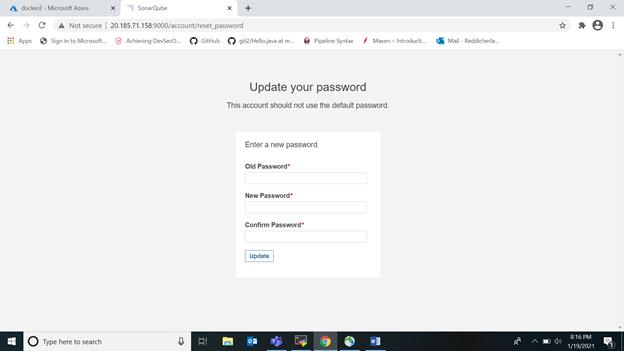 docker2 - Microsoft Azure
SonarQube
Not secure | 20.185.71.158:9000/account/reset_password
Apps
Sign in to Microsoft...
Achieving DevSecO...
GitHub
git2/Hello.java at m...
Pipeline Syntax
Maven – Introducti...
Mail - Reddicherla...
Update your password
This account should not use the default password.
Enter a new password
Old Password*
New Password*
Confirm Password*
Update
Type here to search
8:16 PM
1/19/2021